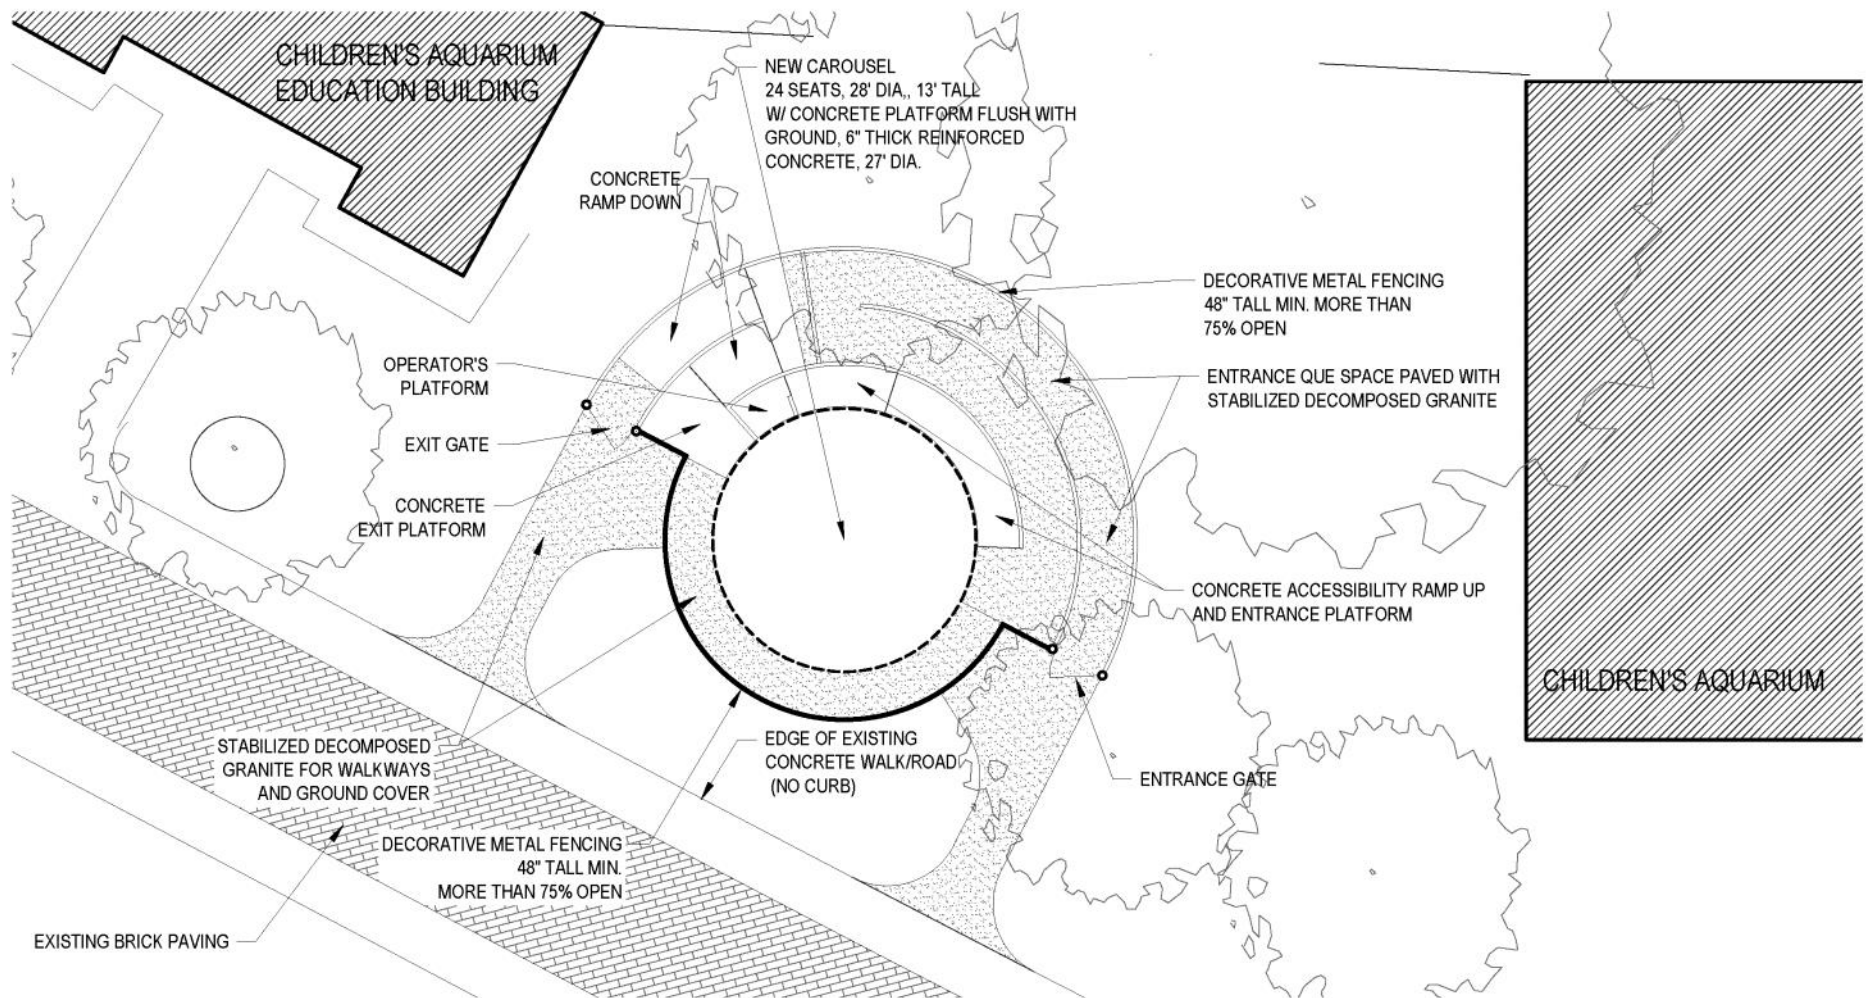 CHILDREN'S AQUARIUM
EDUCATION BUILDING
NEW CAROUSEL
24 SEATS, 28' DIA,, 13' TALL
W/ CONCRETE PLATFORM FLUSH WITH
GROUND, 6" THICK REINFORCED
CONCRETE, 27' DIA.
CONCRETE
RAMP DOWN
DECORATIVE METAL FENCING
48" TALL MIN. MORE THAN
75% OPEN
OPERATOR'S
PLATFORM
ENTRANCE QUE SPACE PAVED WITH
STABILIZED DECOMPOSED GRANITE
EXIT GATE
CONCRETE
EXIT PLATFORM
CONCRETE ACCESSIBILITY RAMP UP
AND ENTRANCE PLATFORM
CHILDREN'S AQUARIUM
STABILIZED DECOMPOSED
GRANITE FOR WALKWAYS
AND GROUND COVER
EDGE OF EXISTING
CONCRETE WALK/ROAD
(NO CURB)
ENTRANCE GATE
DECORATIVE METAL FENCING
48" TALL MIN.
MORE THAN 75% OPEN
EXISTING BRICK PAVING